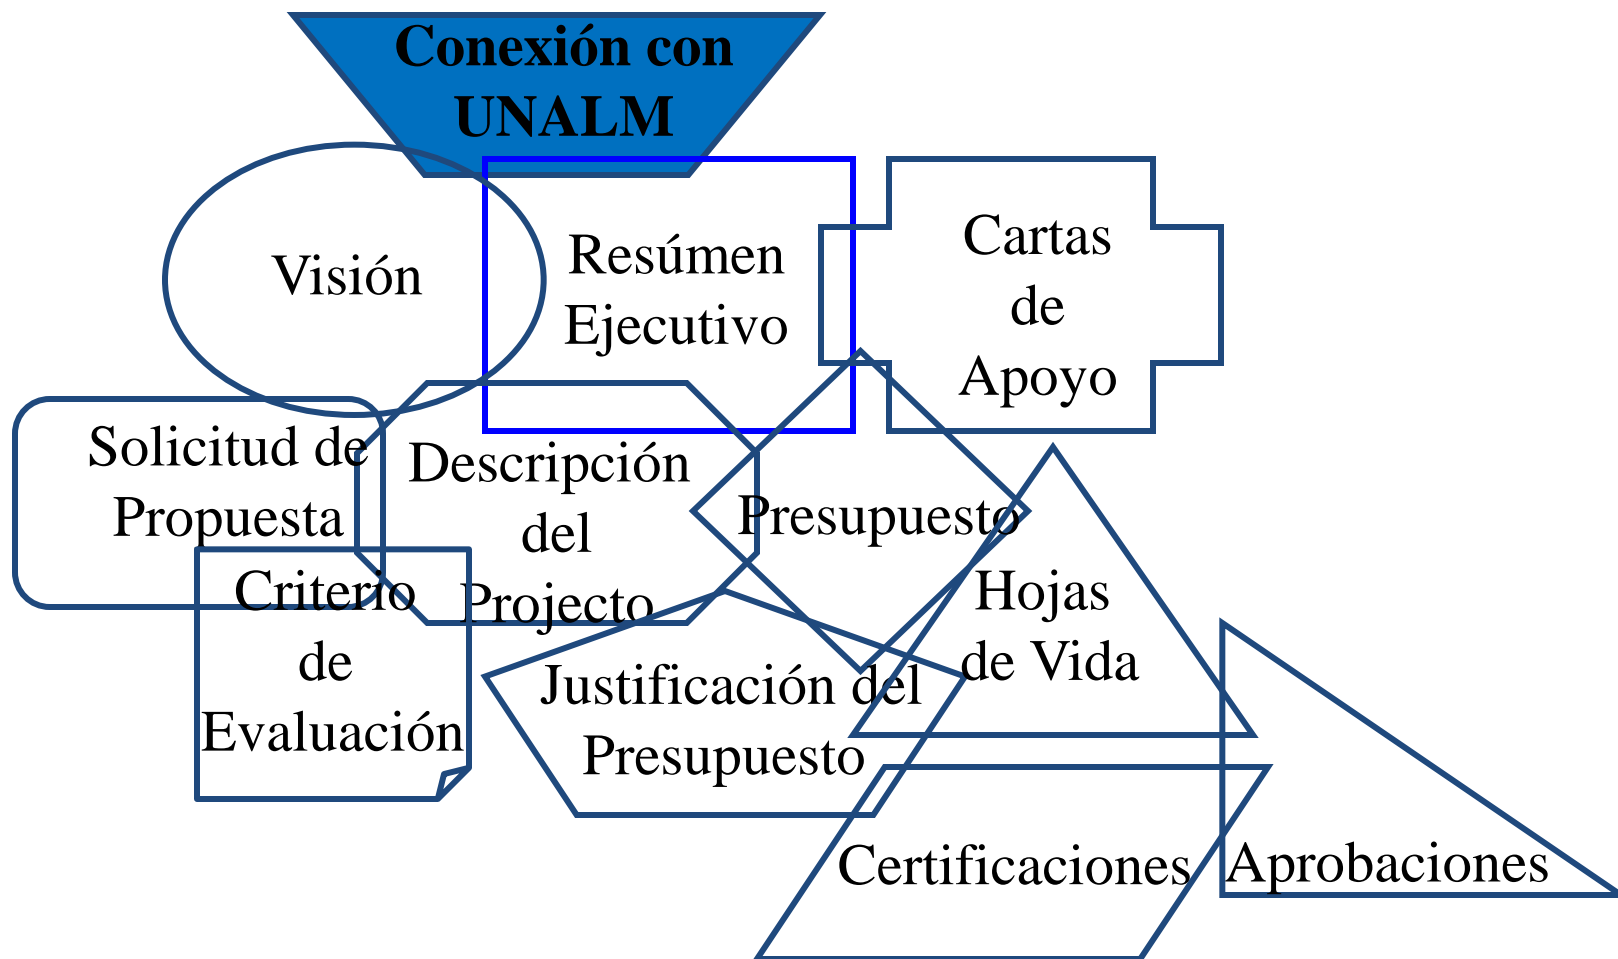 Conexión con
UNALM
Visión
Resúmen
Ejecutivo
Cartas
de
Apoyo
Solicitud de
Propuesta
Descripción
del
Projecto
Presupuesto
Criterio
de
Evaluación
Hojas
de Vida
Justificación del
Presupuesto
Certificaciones
Aprobaciones